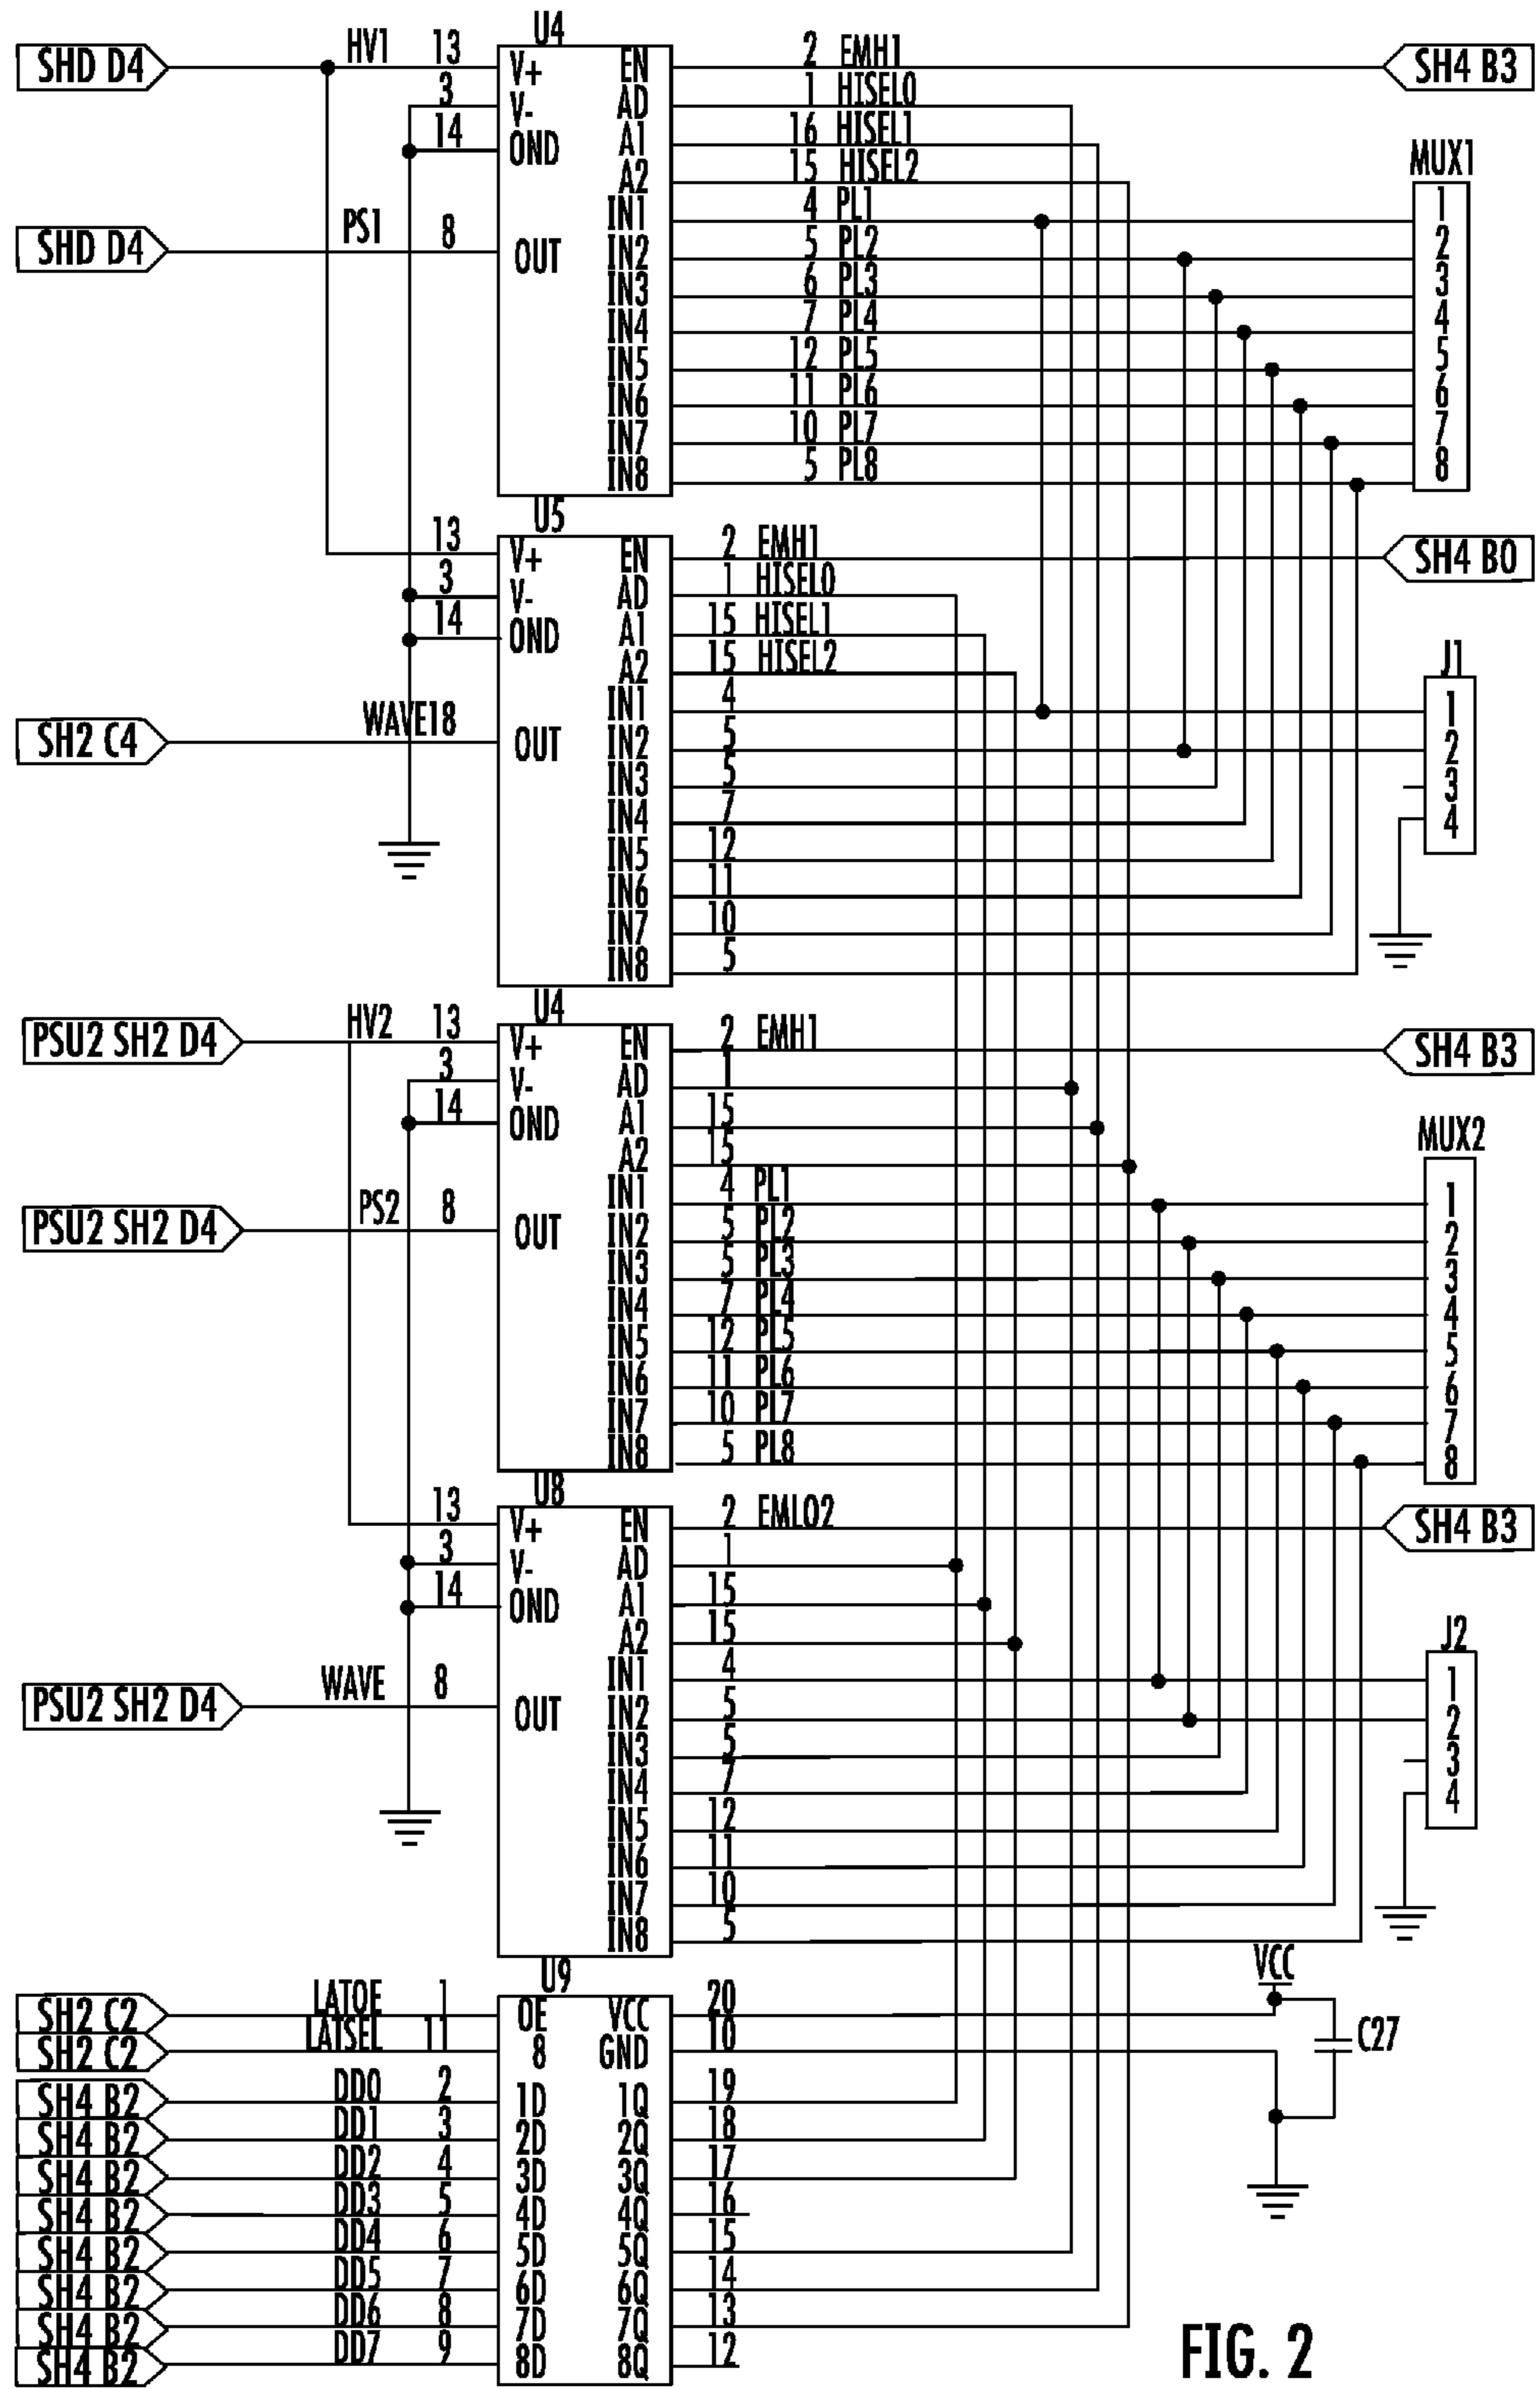 U4
SHD D4 HV1 13 V+ EN 2 EMH1 SH4 B3
3 V- AD 1 HISEL0
14 OND A1 16 HISEL1
A2 15 HISEL2 MUX1
IN1 4 PL1 1
SHD D4 PS1 8 OUT IN2 5 PL2 2
IN3 6 PL3 3
IN4 7 PL4 4
IN5 12 PL5 5
IN6 11 PL6 6
IN7 10 PL7 7
IN8 5 PL8 8
U5
13 V+ EN 2 EMH1 SH4 B0
3 V- AD 1 HISEL0
14 OND A1 15 HISEL1
A2 15 HISEL2 J1
IN1 4 1
SH2 C4 WAVE18 OUT IN2 5 2
IN3 5 3
IN4 7 4
IN5 12
IN6 11
IN7 10
IN8 5
U4
PSU2 SH2 D4 HV2 13 V+ EN 2 EMH1 SH4 B3
3 V- AD 1
14 OND A1 15
A2 15 MUX2
IN1 4 PL1 1
PSU2 SH2 D4 PS2 8 OUT IN2 5 PL2 2
IN3 5 PL3 3
IN4 7 PL4 4
IN5 12 PL5 5
IN6 11 PL6 6
IN7 10 PL7 7
IN8 5 PL8 8
U8
13 V+ EN 2 EMLO2 SH4 B3
3 V- AD 1
14 OND A1 15
A2 15 J2
IN1 4 1
PSU2 SH2 D4 WAVE 8 OUT IN2 5 2
IN3 5 3
IN4 7 4
IN5 12
IN6 11
IN7 10
IN8 5
U9 VCC
SH2 C2 LATOE 1 OE VCC 20
SH2 C2 LATSEL 11 8 GND 10 C27
SH4 B2 DD0 2 1D 1Q 19
SH4 B2 DD1 3 2D 2Q 18
SH4 B2 DD2 4 3D 3Q 17
SH4 B2 DD3 5 4D 4Q 16
SH4 B2 DD4 6 5D 5Q 15
SH4 B2 DD5 7 6D 6Q 14
SH4 B2 DD6 8 7D 7Q 13
SH4 B2 DD7 9 8D 8Q 12
FIG. 2